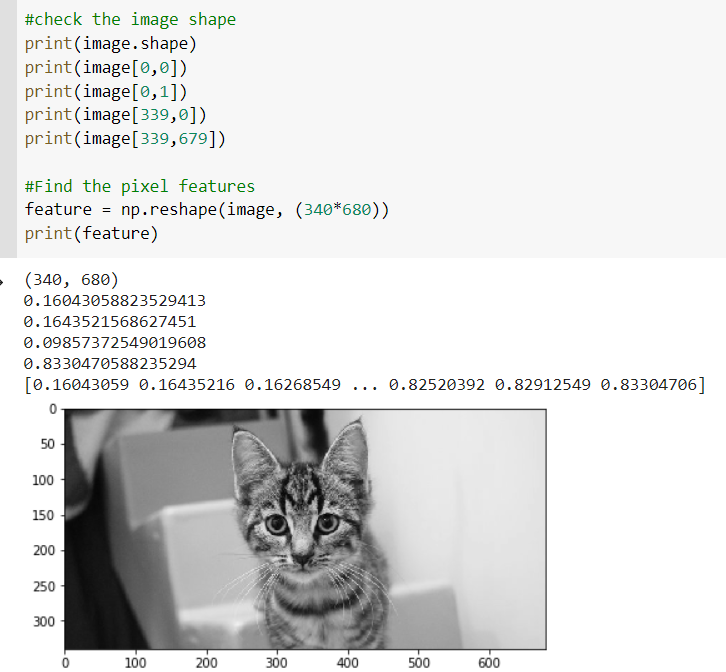 #check the image shape
print(image.shape)
print(image[0,0])
print(image[0,1])
print(image[339,0])
print(image[339,679])
#Find the pixel features
feature = np.reshape(image, (340*680))
print(feature)
(340, 680)
0.16043058823529413
0.1643521568627451
0.09857372549019608
0.8330470588235294
[0.16043059 0.16435216 0.16268549 ... 0.82520392 0.82912549 0.83304706]
0
50
100
150
200
250
300
0 100 200 300 400 500 600